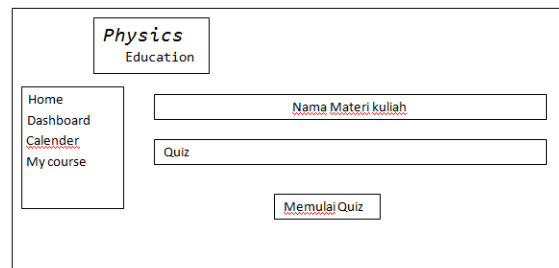 Physics
Education
Home
Dashboard
Calender
My course
Nama Materi kuliah
Quiz
Memulai Quiz